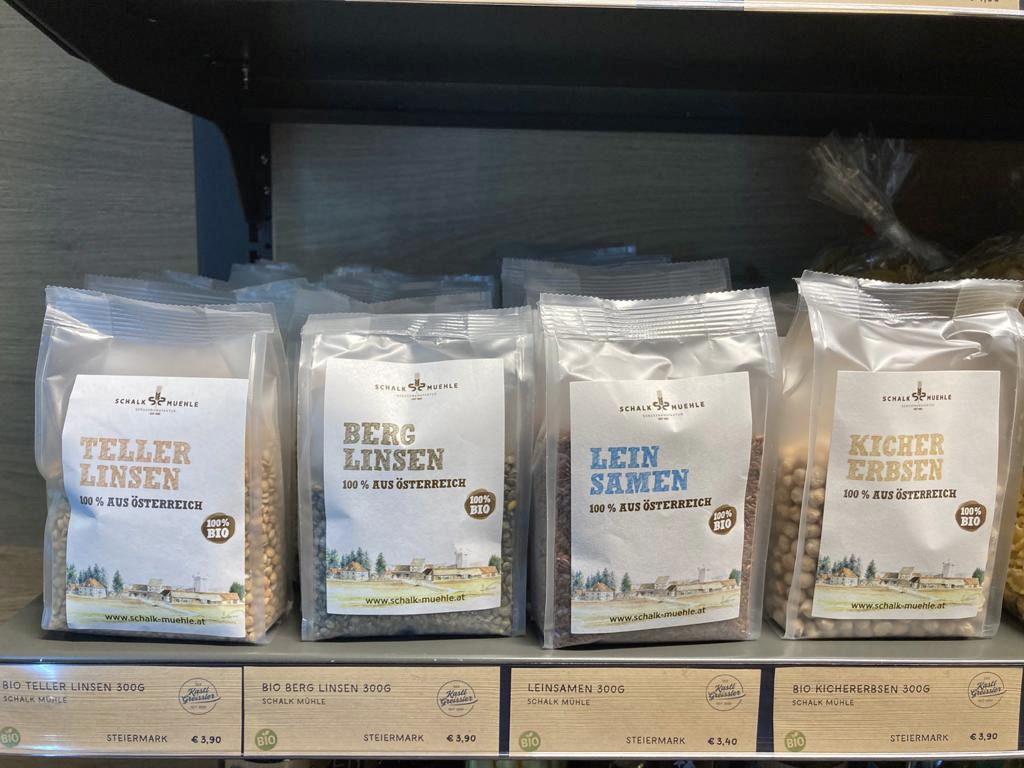 SCHALK MUEHLE
TELLER
LINSEN
100 % AUS ÖSTERREICH
100%
BIO
www.schalk-muehle.at
SCHALK MUEHLE
BERG
LINSEN
100 % AUS ÖSTERREICH
100%
BIO
www.schalk-muehle.at
SCHALK MUEHLE
LEIN
SAMEN
100 % AUS ÖSTERREICH
100%
BIO
www.schalk-muehle.at
SCHALK MUEHLE
KICHER
ERBSEN
100 % AUS ÖSTERREICH
100%
BIO
www.schalk-muehle.at
BIO TELLER LINSEN 300G
SCHALK MÜHLE
Kastl
Greissler
BIO
STEIERMARK € 3,90
BIO BERG LINSEN 300G
SCHALK MÜHLE
Kastl
Greissler
BIO
STEIERMARK € 3,90
LEINSAMEN 300G
SCHALK MÜHLE
Kastl
Greissler
BIO
STEIERMARK € 3,40
BIO KICHERERBSEN 300G
SCHALK MÜHLE
Kastl
Greissler
BIO
STEIERMARK € 3,90